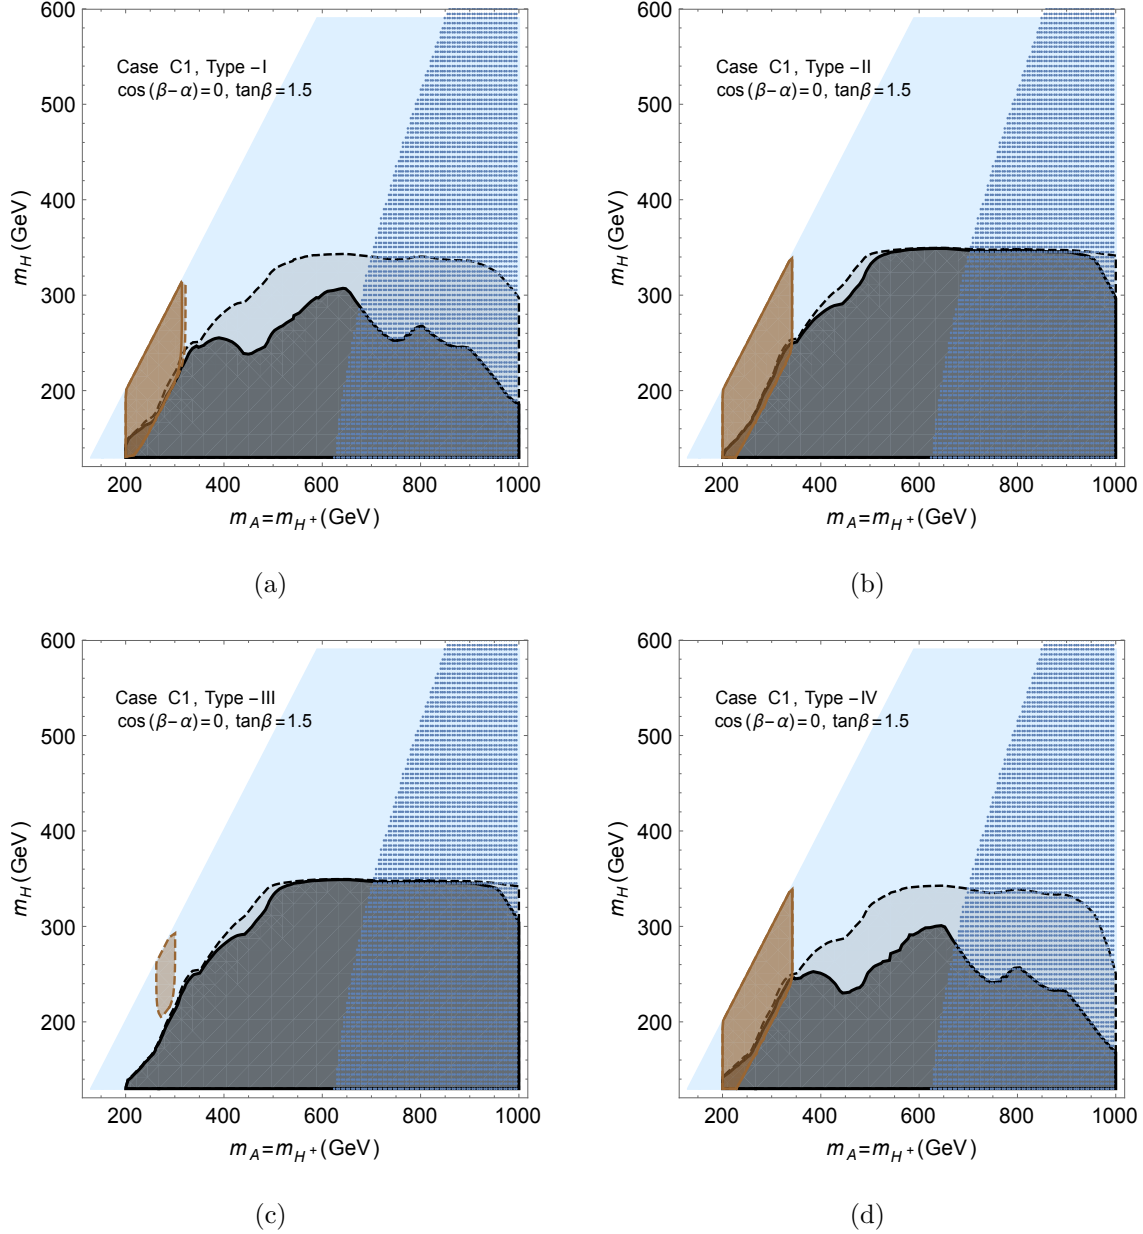 600
500
400
300
200
m_H (GeV)
Case C1, Type-I
cos(β-α)=0, tanβ=1.5
200 400 600 800 1000
m_A=m_H+ (GeV)
(a)
600
500
400
300
200
m_H (GeV)
Case C1, Type-II
cos(β-α)=0, tanβ=1.5
200 400 600 800 1000
m_A=m_H+ (GeV)
(b)
600
500
400
300
200
m_H (GeV)
Case C1, Type-III
cos(β-α)=0, tanβ=1.5
200 400 600 800 1000
m_A=m_H+ (GeV)
(c)
600
500
400
300
200
m_H (GeV)
Case C1, Type-IV
cos(β-α)=0, tanβ=1.5
200 400 600 800 1000
m_A=m_H+ (GeV)
(d)